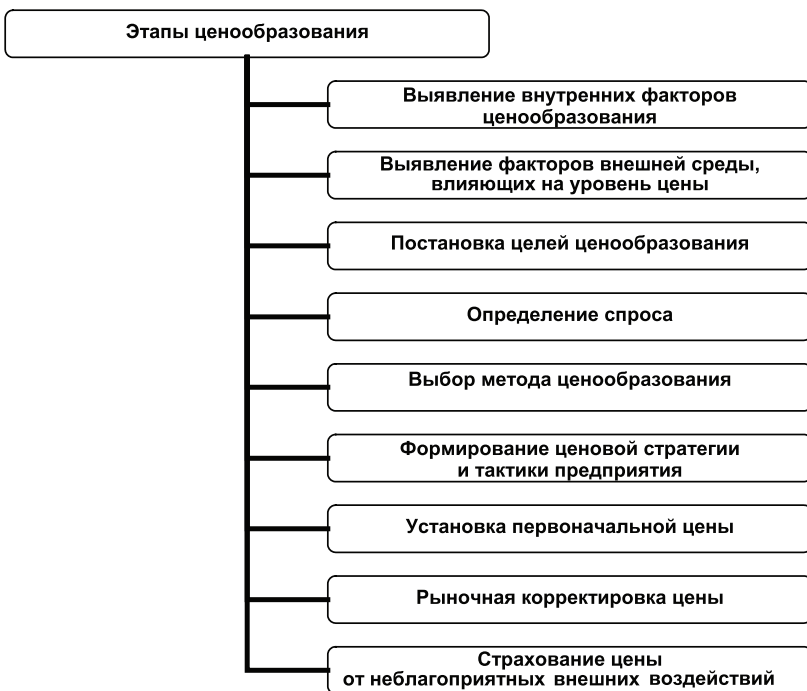 Этапы ценообразования
Выявление внутренних факторов
ценообразования
Выявление факторов внешней среды,
влияющих на уровень цены
Постановка целей ценообразования
Определение спроса
Выбор метода ценообразования
Формирование ценовой стратегии
и тактики предприятия
Установка первоначальной цены
Рыночная корректировка цены
Страхование цены
от неблагоприятных внешних воздействий